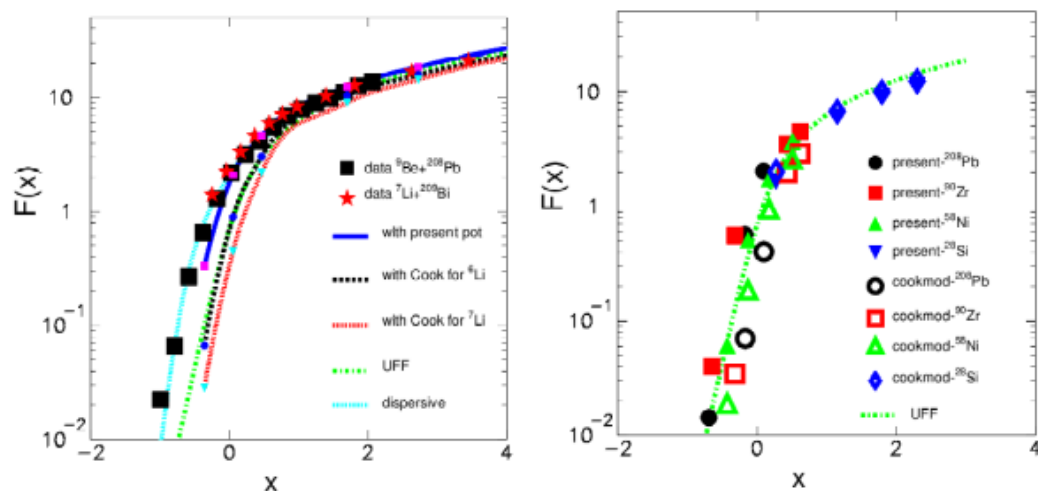 F(x)
10
1
10⁻¹
10⁻²
−2
0
2
4
x
data ⁹Be+²⁰⁸Pb
data ⁷Li+²⁰⁹Bi
with present pot
with Cook for ⁶Li
with Cook for ⁷Li
UFF
dispersive
F(x)
10
1
10⁻¹
10⁻²
−2
0
2
4
x
present-²⁰⁸Pb
present-⁹⁰Zr
present-⁵⁸Ni
present-²⁸Si
cookmod-²⁰⁸Pb
cookmod-⁹⁰Zr
cookmod-⁵⁸Ni
cookmod-²⁸Si
UFF